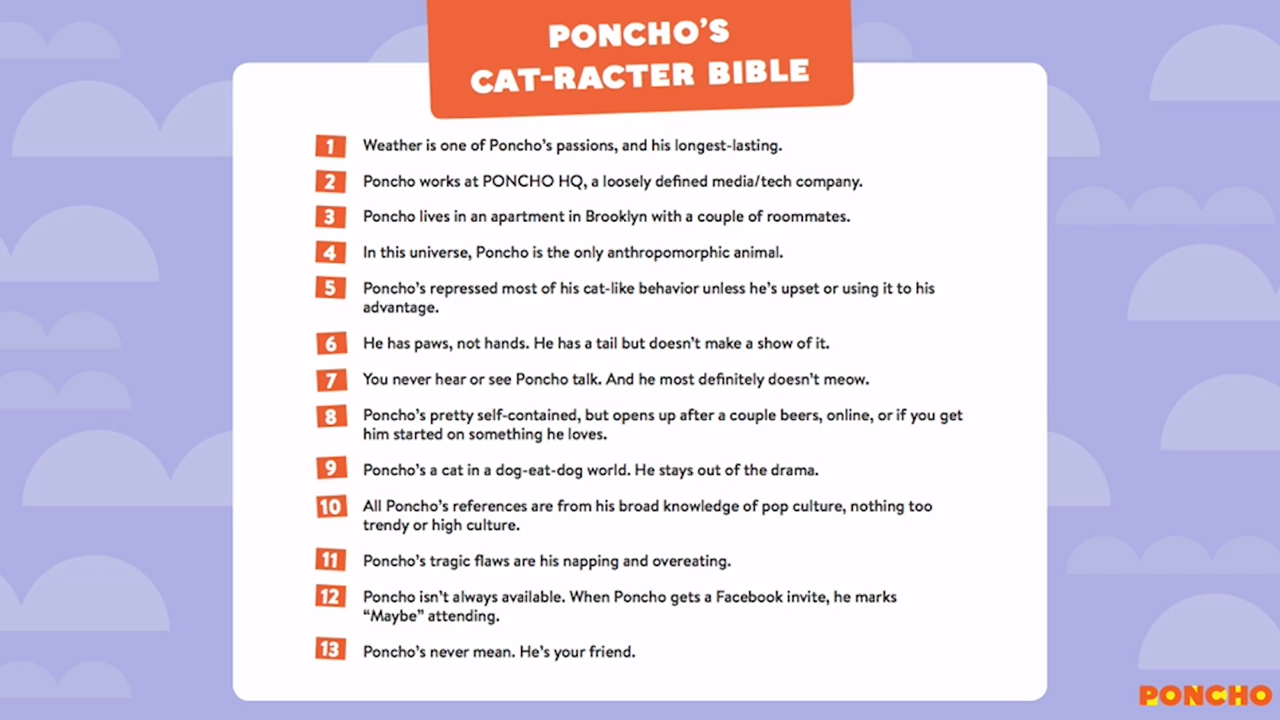 PONCHO'S
CAT-RACTER BIBLE
1 Weather is one of Poncho's passions, and his longest-lasting.
2 Poncho works at PONCHO HQ, a loosely defined media/tech company.
3 Poncho lives in an apartment in Brooklyn with a couple of roommates.
4 In this universe, Poncho is the only anthropomorphic animal.
5 Poncho's repressed most of his cat-like behavior unless he's upset or using it to his
advantage.
6 He has paws, not hands. He has a tail but doesn't make a show of it.
7 You never hear or see Poncho talk. And he most definitely doesn't meow.
8 Poncho's pretty self-contained, but opens up after a couple beers, online, or if you get
him started on something he loves.
9 Poncho's a cat in a dog-eat-dog world. He stays out of the drama.
10 All Poncho's references are from his broad knowledge of pop culture, nothing too
trendy or high culture.
11 Poncho's tragic flaws are his napping and overeating.
12 Poncho isn't always available. When Poncho gets a Facebook invite, he marks
"Maybe" attending.
13 Poncho's never mean. He's your friend.
PONCHO